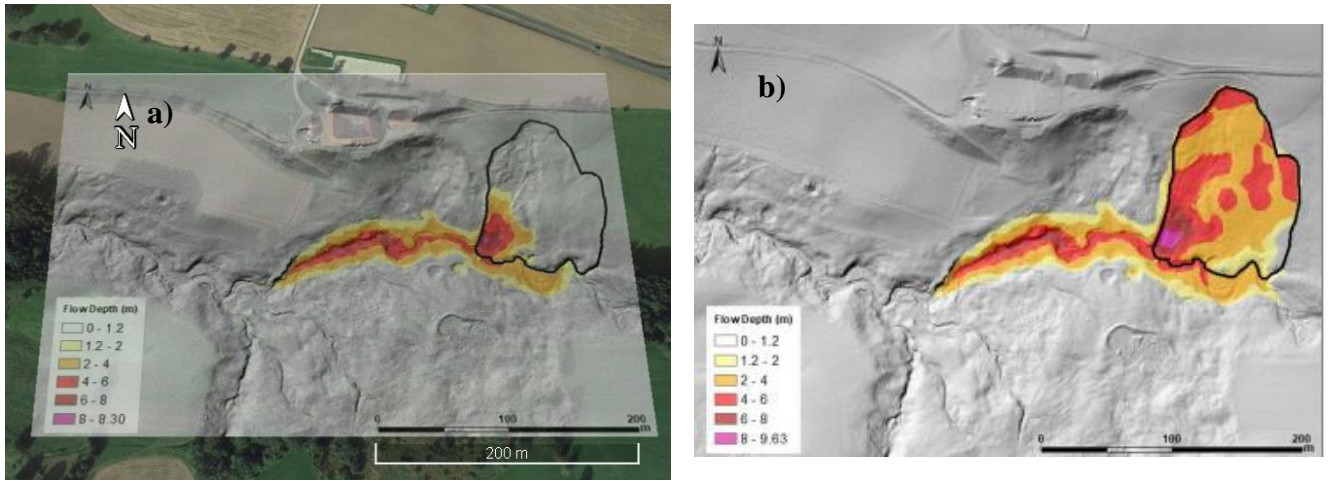 N
N
a)
Flow Depth (m)
0 - 1.2
1.2 - 2
2 - 4
4 - 6
6 - 8
8 - 8.30
0 100 200
m
200 m
N
b)
Flow Depth (m)
0 - 1.2
1.2 - 2
2 - 4
4 - 6
6 - 8
8 - 9.63
0 100 200
m